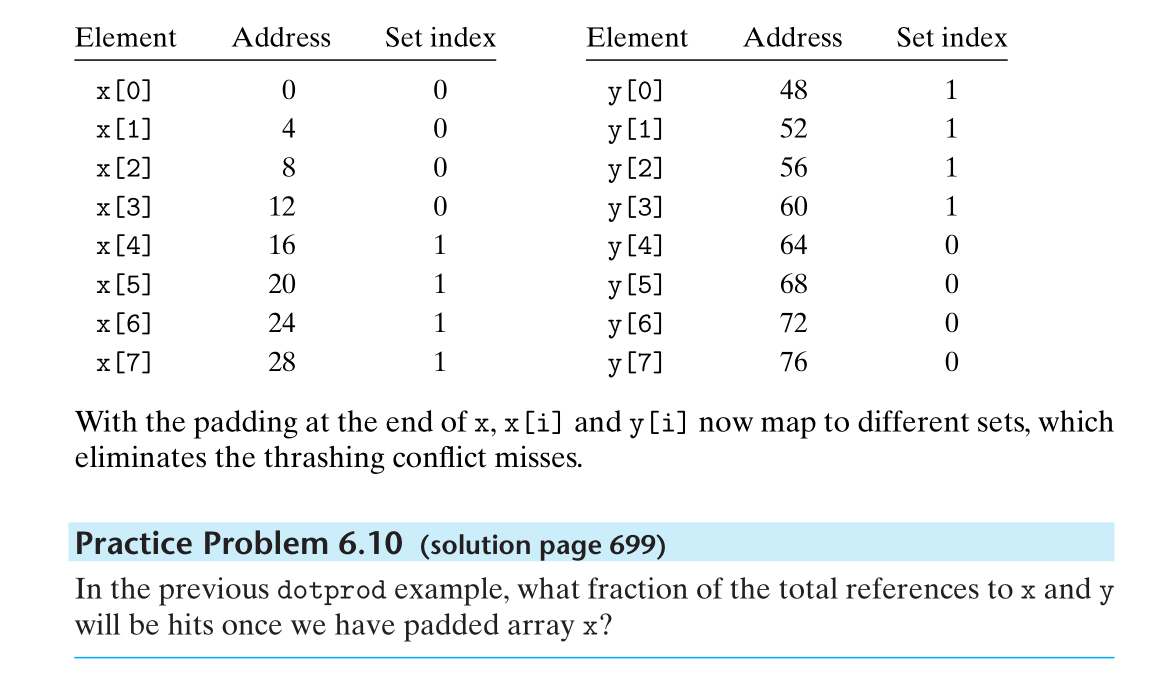 Element Address Set index Element Address Set index
x[0] 0 0 y[0] 48 1
x[1] 4 0 y[1] 52 1
x[2] 8 0 y[2] 56 1
x[3] 12 0 y[3] 60 1
x[4] 16 1 y[4] 64 0
x[5] 20 1 y[5] 68 0
x[6] 24 1 y[6] 72 0
x[7] 28 1 y[7] 76 0
With the padding at the end of x, x[i] and y[i] now map to different sets, which
eliminates the thrashing conflict misses.
Practice Problem 6.10 (solution page 699)
In the previous dotprod example, what fraction of the total references to x and y
will be hits once we have padded array x?